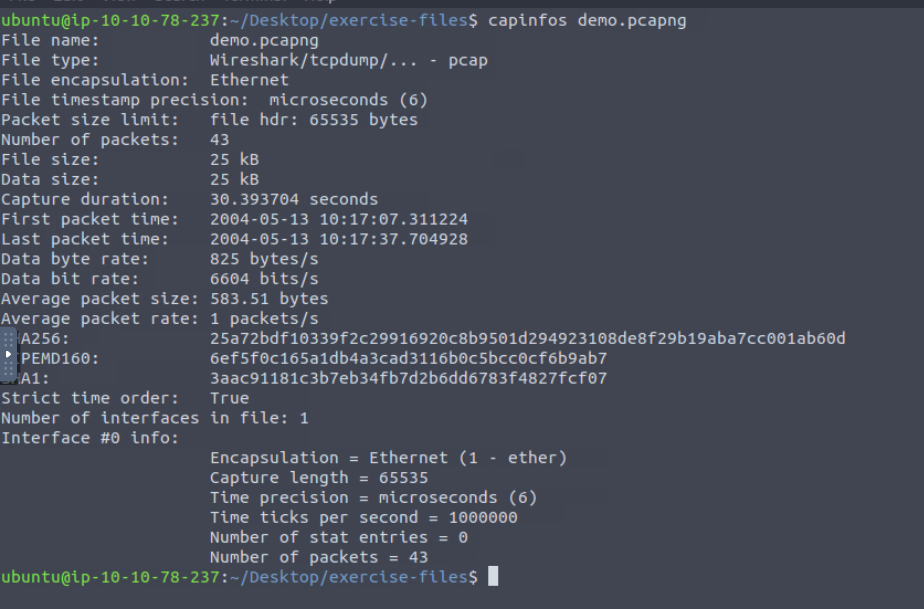 ubuntu@ip-10-10-78-237:~/Desktop/exercise-files$ capinfos demo.pcapng
File name:           demo.pcapng
File type:           Wireshark/tcpdump/... - pcap
File encapsulation:  Ethernet
File timestamp precision:  microseconds (6)
Packet size limit:   file hdr: 65535 bytes
Number of packets:   43
File size:           25 kB
Data size:           25 kB
Capture duration:    30.393704 seconds
First packet time:   2004-05-13 10:17:07.311224
Last packet time:    2004-05-13 10:17:37.704928
Data byte rate:      825 bytes/s
Data bit rate:       6604 bits/s
Average packet size: 583.51 bytes
Average packet rate: 1 packets/s
A256:              25a72bdf10339f2c29916920c8b9501d294923108de8f29b19aba7cc001ab60d
PEMD160:           6ef5f0c165a1db4a3cad3116b0c5bcc0cf6b9ab7
A1:                3aac91181c3b7eb34fb7d2b6dd6783f4827fcf07
Strict time order:   True
Number of interfaces in file: 1
Interface #0 info:
                     Encapsulation = Ethernet (1 - ether)
                     Capture length = 65535
                     Time precision = microseconds (6)
                     Time ticks per second = 1000000
                     Number of stat entries = 0
                     Number of packets = 43
ubuntu@ip-10-10-78-237:~/Desktop/exercise-files$